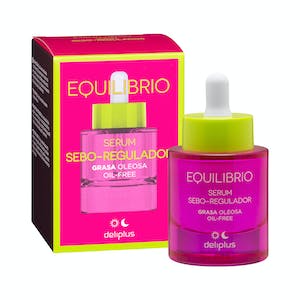 EQUILIBRIO
SERUM
SEBO-REGULADOR
GRASA OLEOSA
OIL-FREE
deliplus
EQUILIBRIO
SERUM
SEBO-REGULADOR
GRASA OLEOSA
OIL-FREE
deliplus